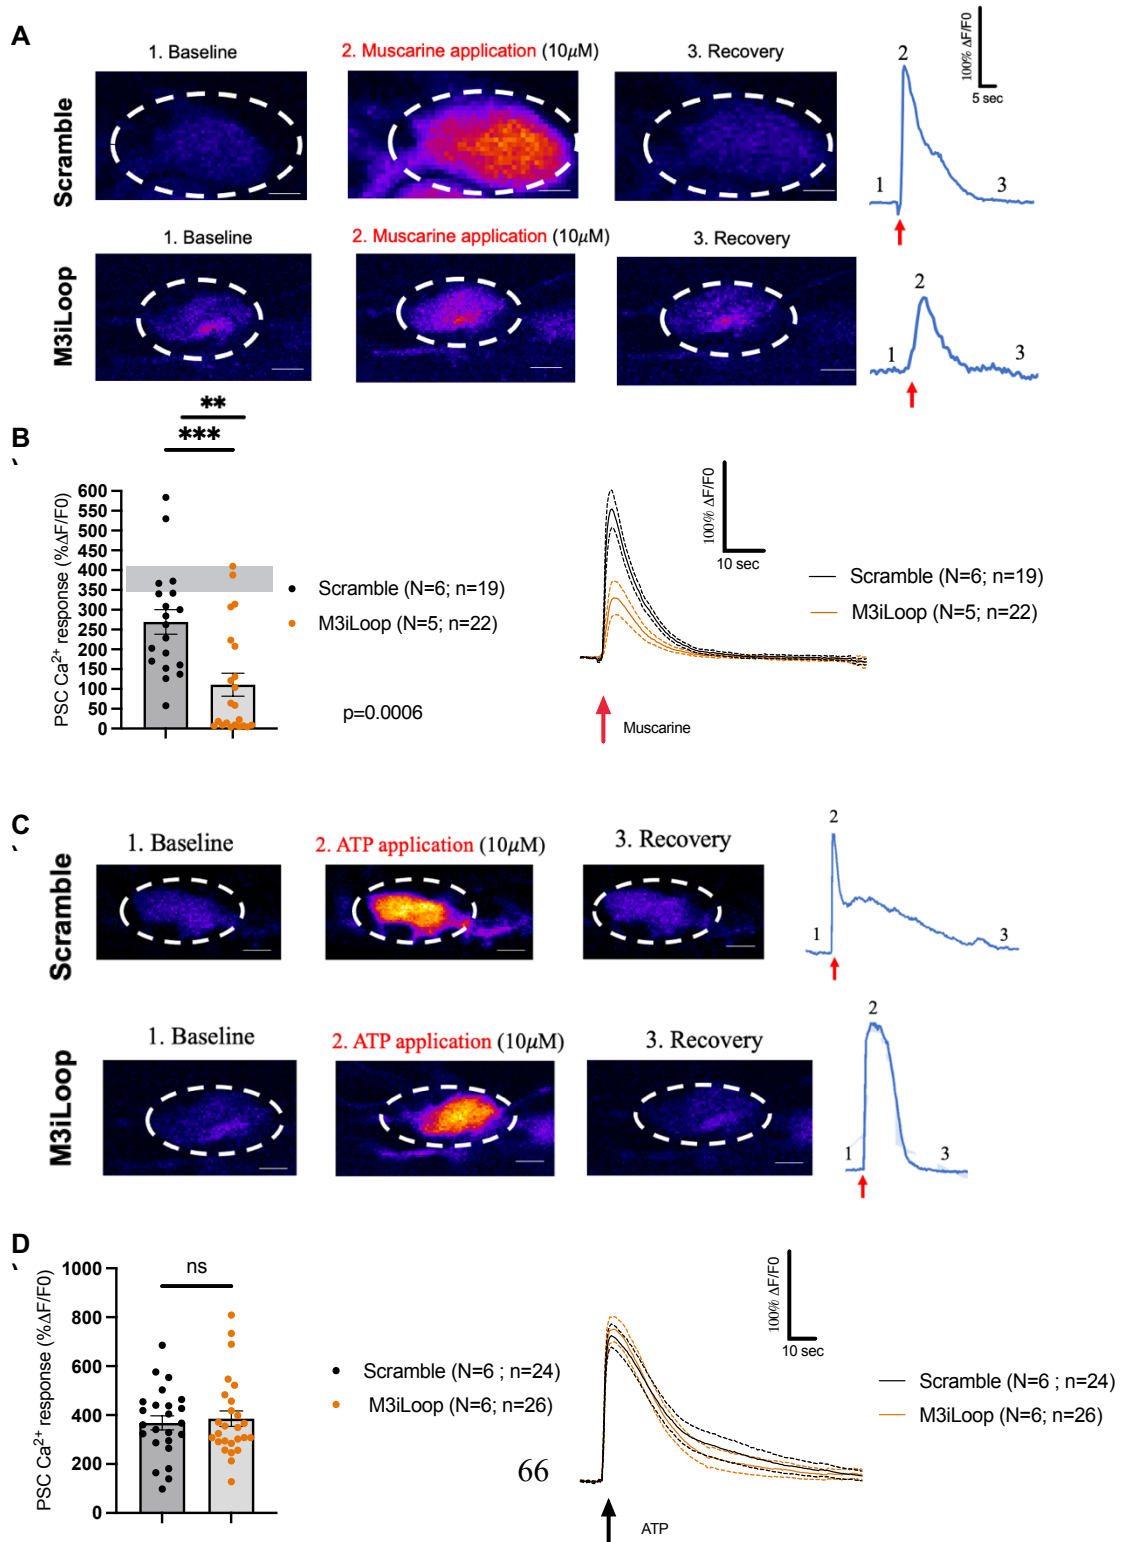 A
1. Baseline
2. Muscarine application (10μM)
3. Recovery
Scramble
2
1
3
100% ΔF/F0
5 sec
1. Baseline
2. Muscarine application (10μM)
3. Recovery
M3iLoop
2
1
3
**
***
B
)
PSC Ca²⁺ response (%ΔF/F0)
600
550
500
450
400
350
300
250
200
150
100
50
0
Scramble (N=6; n=19)
M3iLoop (N=5; n=22)
p=0.0006
100% ΔF/F0
10 sec
Scramble (N=6; n=19)
M3iLoop (N=5; n=22)
Muscarine
C
)
1. Baseline
2. ATP application (10μM)
3. Recovery
Scramble
2
1
3
1. Baseline
2. ATP application (10μM)
3. Recovery
M3iLoop
2
1
3
D
)
PSC Ca²⁺ response (%ΔF/F0)
1000
800
600
400
200
0
ns
Scramble (N=6 ; n=24)
M3iLoop (N=6; n=26)
100% ΔF/F0
10 sec
Scramble (N=6 ; n=24)
M3iLoop (N=6; n=26)
66
ATP